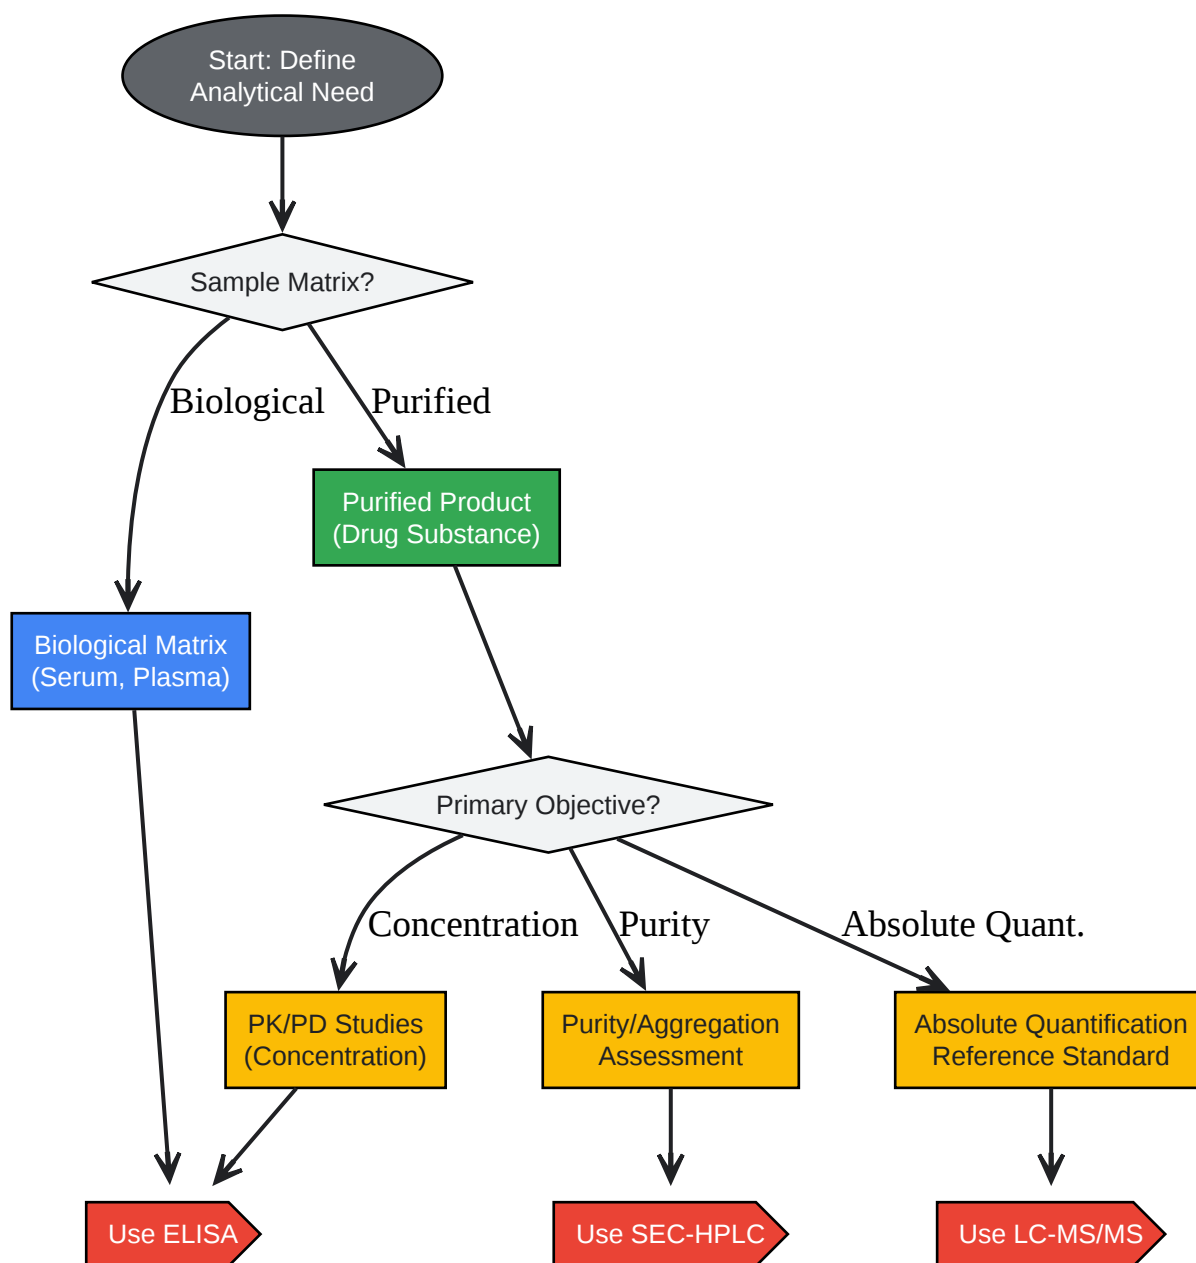 Start: Define
Analytical Need
Sample Matrix?
Biological
Purified
Purified Product
(Drug Substance)
Biological Matrix
(Serum, Plasma)
Primary Objective?
Concentration
Purity
Absolute Quant.
PK/PD Studies
(Concentration)
Purity/Aggregation
Assessment
Absolute Quantification
Reference Standard
Use ELISA
Use SEC-HPLC
Use LC-MS/MS